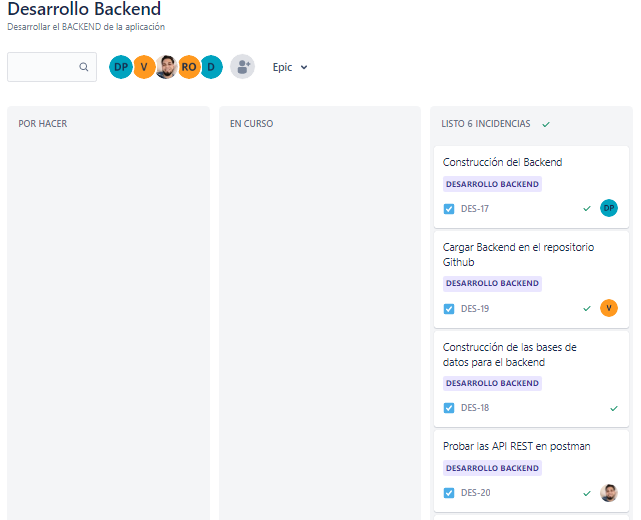 Desarrollo Backend
Desarrollar el BACKEND de la aplicación
DP V RO D Epic
POR HACER
EN CURSO
LISTO 6 INCIDENCIAS
Construcción del Backend
DESARROLLO BACKEND
DES-17 DP
Cargar Backend en el repositorio
Github
DESARROLLO BACKEND
DES-19 V
Construcción de las bases de
datos para el backend
DESARROLLO BACKEND
DES-18
Probar las API REST en postman
DESARROLLO BACKEND
DES-20